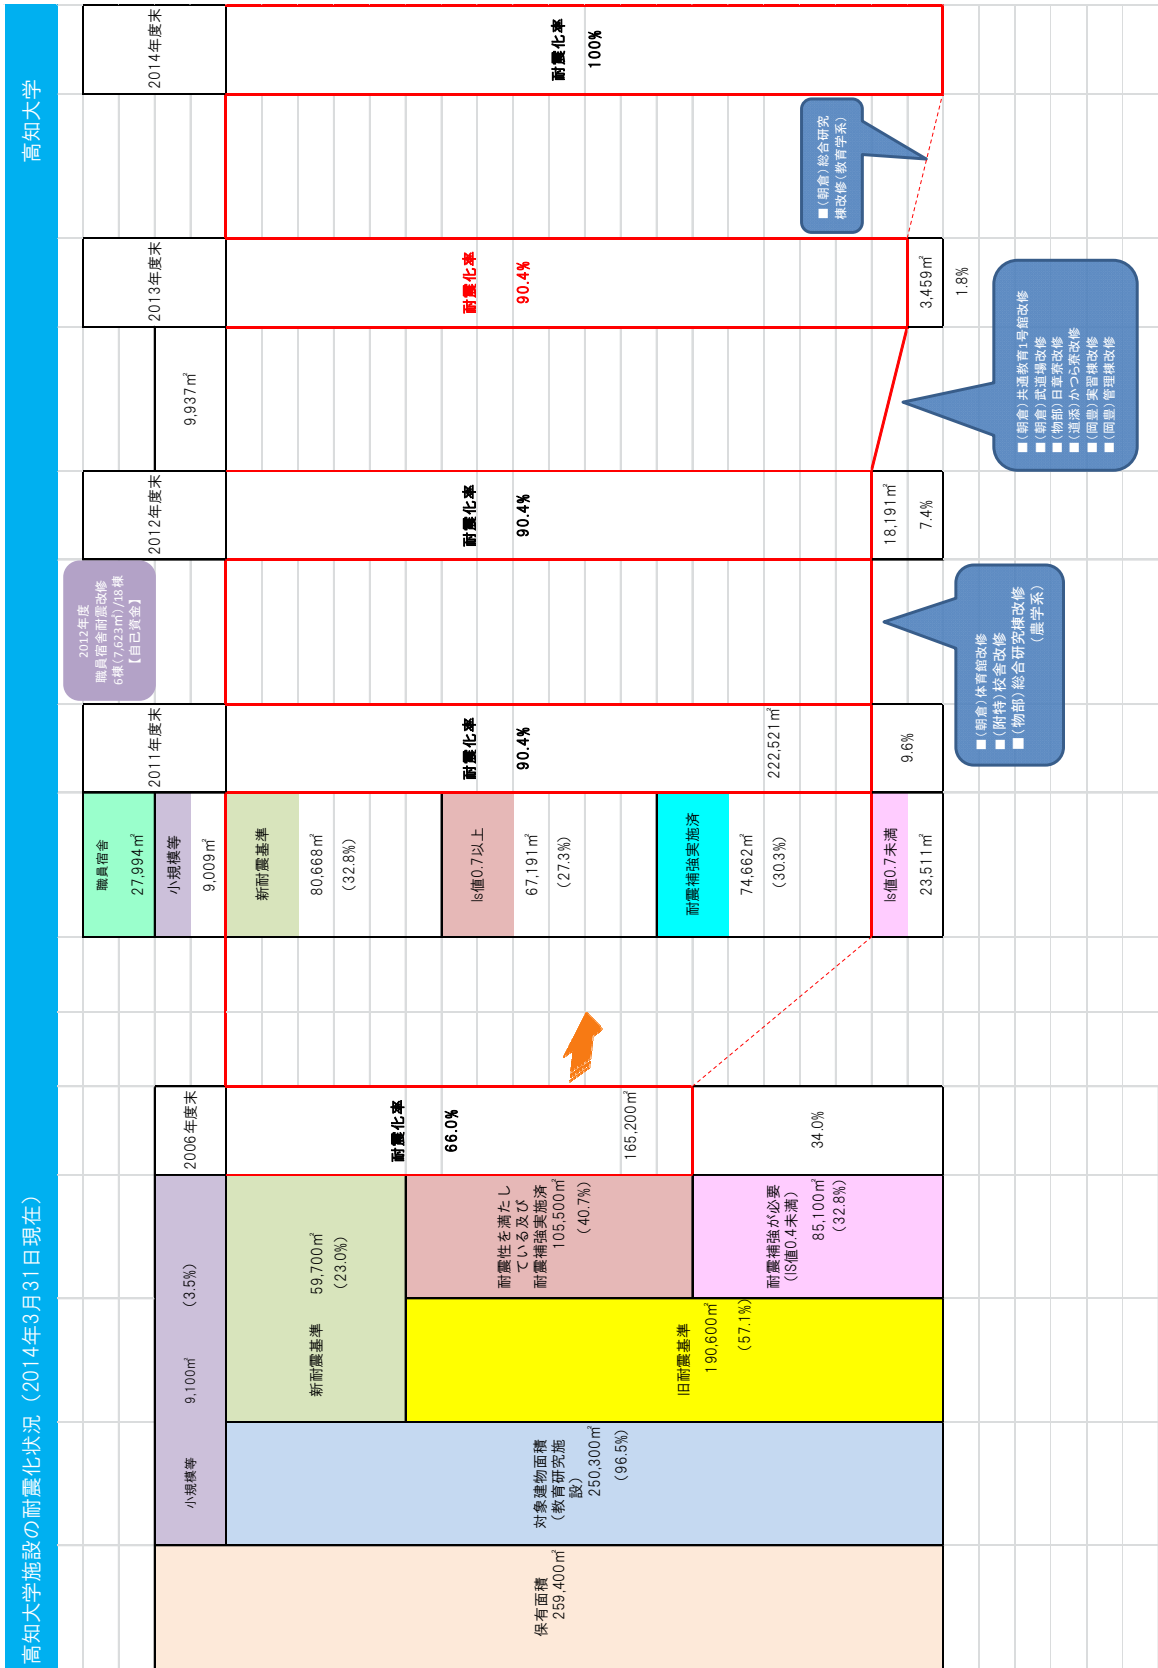 高知大学施設の耐震化状況（2014年3月31日現在）
高知大学
保有面積
259,400㎡
小規模等
9,100㎡
（3.5%）
対象建物面積
（教育研究施
設）
250,300㎡
（96.5%）
新耐震基準
59,700㎡
（23.0%）
旧耐震基準
190,600㎡
（57.1%）
耐震性を満たし
ている及び
耐震補強実施済
105,500㎡
（40.7%）
耐震補強が必要
（IS値0.4未満）
85,100㎡
（32.8%）
2006年度末
耐震化率
66.0%
165,200㎡
34.0%
職員宿舎
27,994㎡
小規模等
9,009㎡
新耐震基準
80,668㎡
（32.8%）
Is値0.7以上
67,191㎡
（27.3%）
耐震補強実施済
74,662㎡
（30.3%）
Is値0.7未満
23,511㎡
2011年度末
耐震化率
90.4%
222,521㎡
9.6%
2012年度
職員宿舎耐震改修
6棟（7,623㎡）/18棟
【自己資金】
■（朝倉）体育館改修
■（附特）校舎改修
■（物部）総合研究棟改修
（農学系）
2012年度末
耐震化率
90.4%
18,191㎡
7.4%
9,937㎡
■（朝倉）共通教育1号館改修
■（朝倉）武道場改修
■（物部）日章寮改修
■（道添）かつら寮改修
■（岡豊）実習棟改修
■（岡豊）管理棟改修
2013年度末
耐震化率
90.4%
3,459㎡
1.8%
■（朝倉）総合研究
棟改修（教育学系）
2014年度末
耐震化率
100%